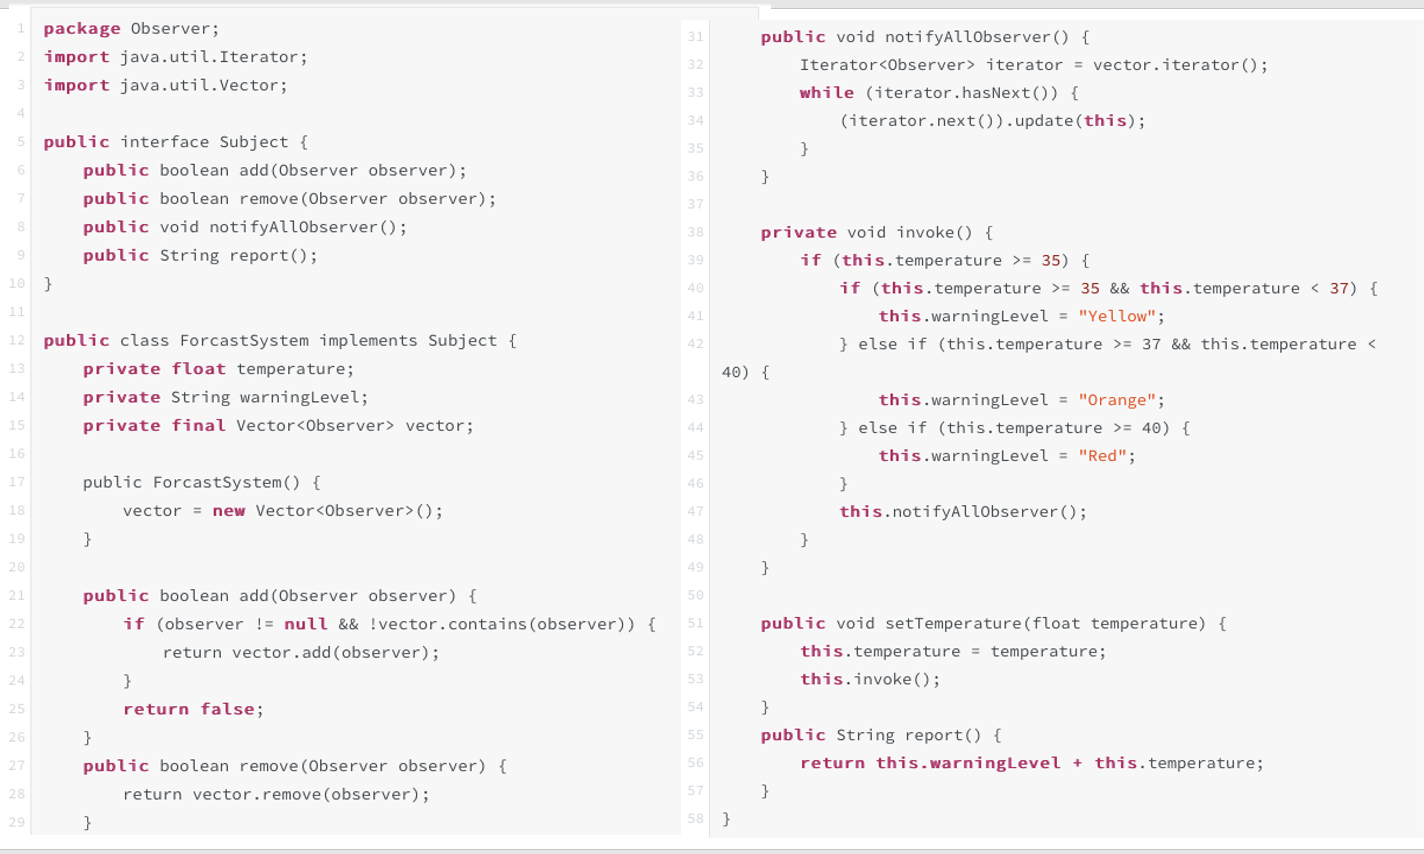 1 package Observer;
2 import java.util.Iterator;
3 import java.util.Vector;
4
5 public interface Subject {
6     public boolean add(Observer observer);
7     public boolean remove(Observer observer);
8     public void notifyAllObserver();
9     public String report();
10 }
11
12 public class ForcastSystem implements Subject {
13     private float temperature;
14     private String warningLevel;
15     private final Vector<Observer> vector;
16
17     public ForcastSystem() {
18         vector = new Vector<Observer>();
19     }
20
21     public boolean add(Observer observer) {
22         if (observer != null && !vector.contains(observer)) {
23             return vector.add(observer);
24         }
25         return false;
26     }
27     public boolean remove(Observer observer) {
28         return vector.remove(observer);
29     }
31     public void notifyAllObserver() {
32         Iterator<Observer> iterator = vector.iterator();
33         while (iterator.hasNext()) {
34             (iterator.next()).update(this);
35         }
36     }
37
38     private void invoke() {
39         if (this.temperature >= 35) {
40             if (this.temperature >= 35 && this.temperature < 37) {
41                 this.warningLevel = "Yellow";
42             } else if (this.temperature >= 37 && this.temperature <
40) {
43                 this.warningLevel = "Orange";
44             } else if (this.temperature >= 40) {
45                 this.warningLevel = "Red";
46             }
47             this.notifyAllObserver();
48         }
49     }
50
51     public void setTemperature(float temperature) {
52         this.temperature = temperature;
53         this.invoke();
54     }
55     public String report() {
56         return this.warningLevel + this.temperature;
57     }
58 }